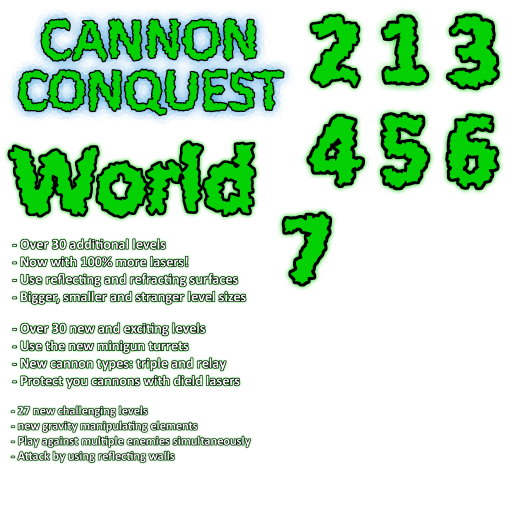 CANNON
CONQUEST
2 1 3
4 5 6
7
World
- Over 30 additional levels
- Now with 100% more lasers!
- Use reflecting and refracting surfaces
- Bigger, smaller and stranger level sizes
- Over 30 new and exciting levels
- Use the new minigun turrets
- New cannon types: triple and relay
- Protect you cannons with dield lasers
- 27 new challenging levels
- new gravity manipulating elements
- Play against multiple enemies simultaneously
- Attack by using reflecting walls